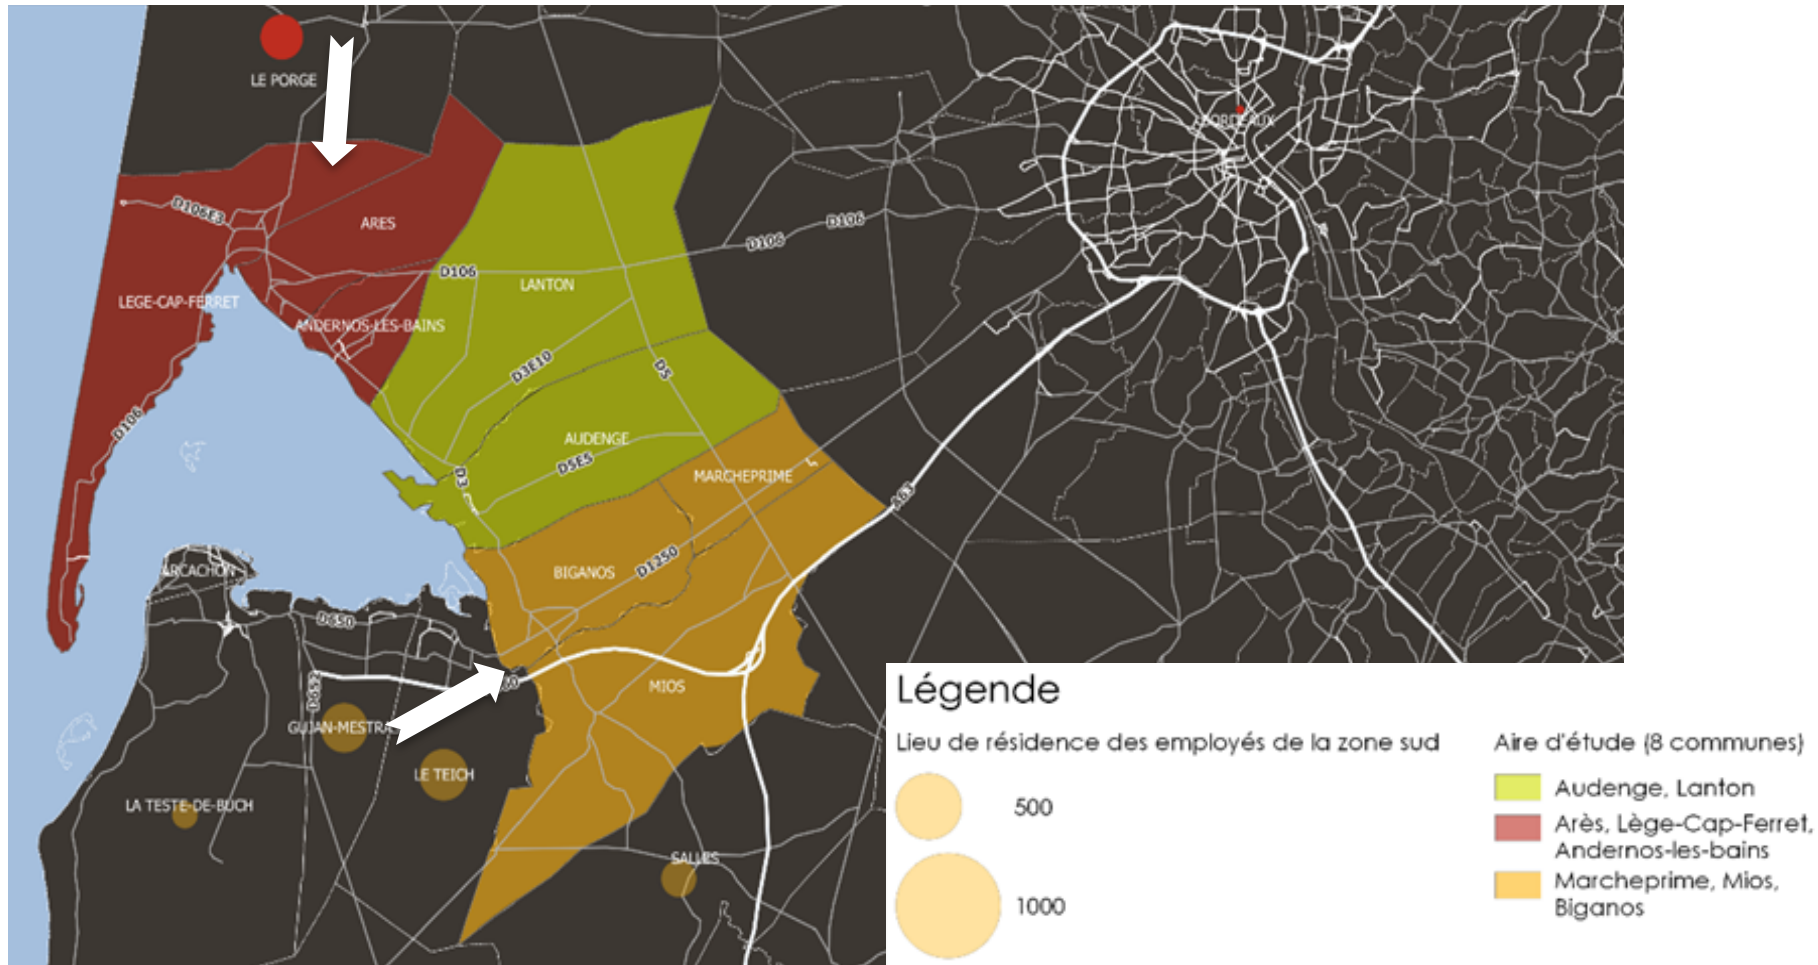 LE PORGE
BORDEAUX
D106E3
ARES
D106
D106
D106
LANTON
LEGE-CAP-FERRET
ANDERNOS-LES-BAINS
D3E10
D5
D106
AUDENGE
D5E5
D3
MARCHEPRIME
A63
ARCACHON
BIGANOS
D1250
D650
MIOS
D652
GUJAN-MESTRAS
LE TEICH
LA TESTE-DE-BUCH
SALLES
Légende
Lieu de résidence des employés de la zone sud
500
1000
Aire d'étude (8 communes)
Audenge, Lanton
Arès, Lège-Cap-Ferret,
Andernos-les-bains
Marcheprime, Mios,
Biganos